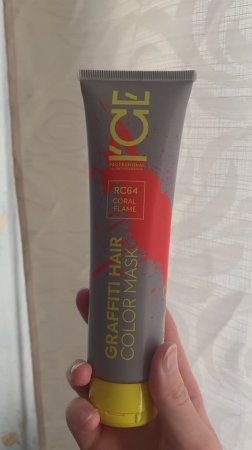 I'CE
PROFESSIONAL
RC64
CORAL
FLAME
GRAFFITI HAIR
COLOR MASK